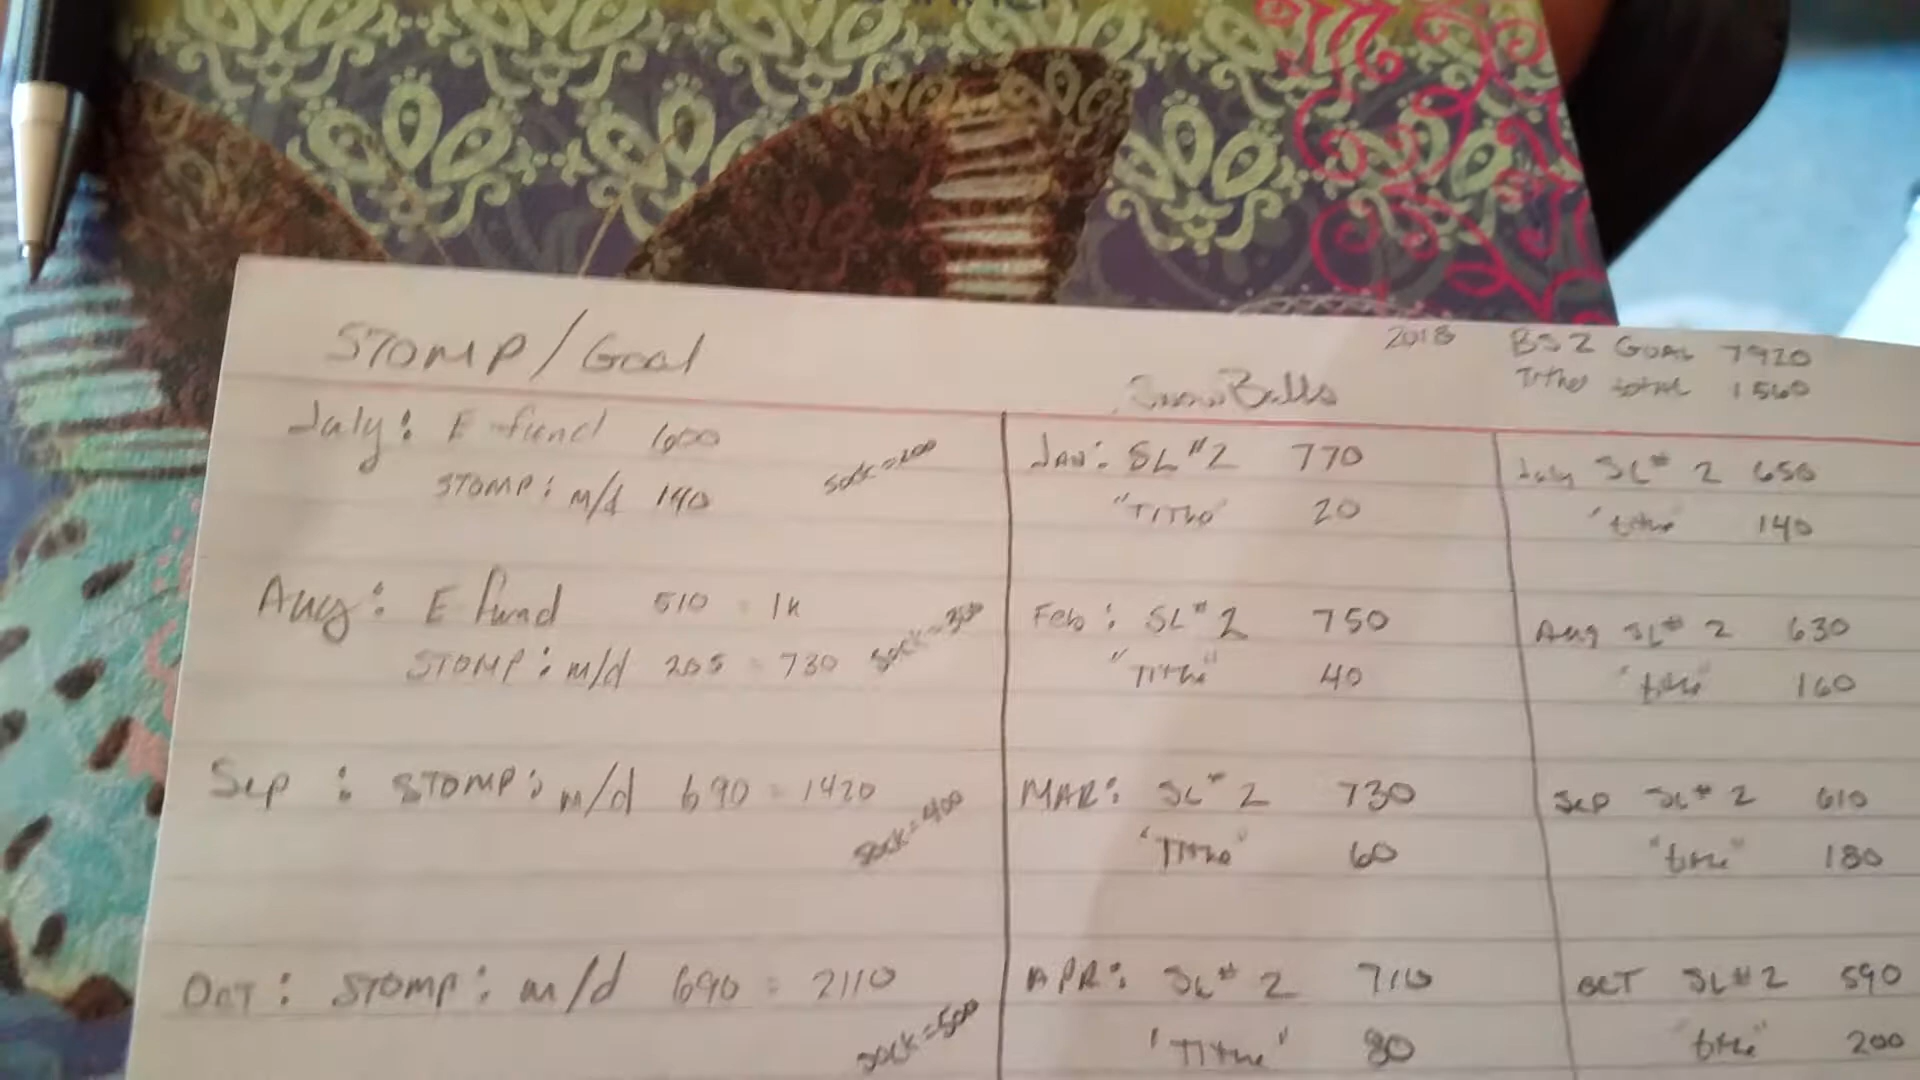 STOMP/Goal
July: E-fund 600
STOMP: m/d 140
sock=200
Aug: E fund 510 = 1k
STOMP: m/d 205 = 730
sock=300
Sep: STOMP: m/d 690 = 1420
sock=400
Oct: STOMP: m/d 690 = 2110
sock=500
SnowBalls
Jan: SL #2 770
"Tithe" 20
Feb: SL #2 750
"Tithe" 40
MAR: SL #2 730
"Tithe" 60
APR: SL #2 710
"Tithe" 80
2018 BS2 GOAL 7920
Tithes total 1560
July SL# 2 650
"tithe" 140
Aug SL# 2 630
"tithe" 160
Sep SL# 2 610
"tithe" 180
OCT SL#2 590
"tithe" 200